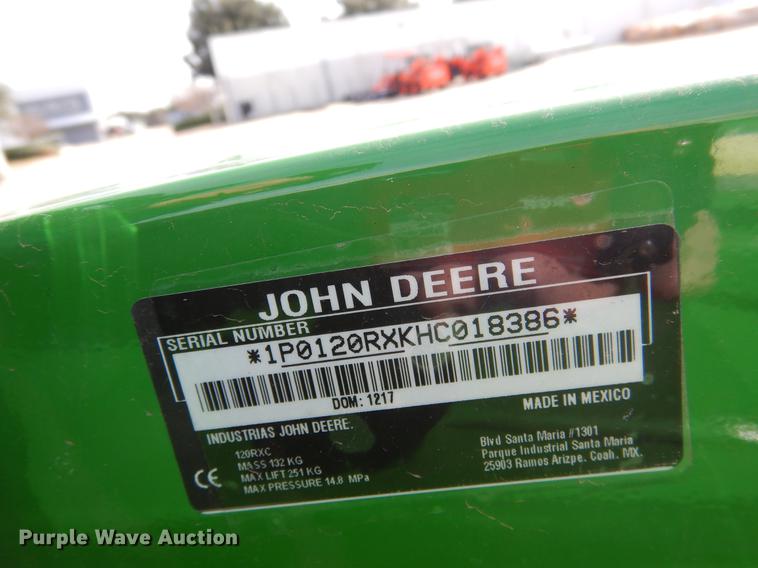 JOHN DEERE
SERIAL NUMBER
*1P0120RXKHC018386*
DOM: 1217
MADE IN MEXICO
INDUSTRIAS JOHN DEERE.
120RXC
MASS 132 KG
MAX LIFT 251 KG
MAX PRESSURE 14.8 MPa
CE
Blvd Santa Maria #1301
Parque Industrial Santa Maria
25903 Ramos Arizpe. Coah. MX.
Purple Wave Auction